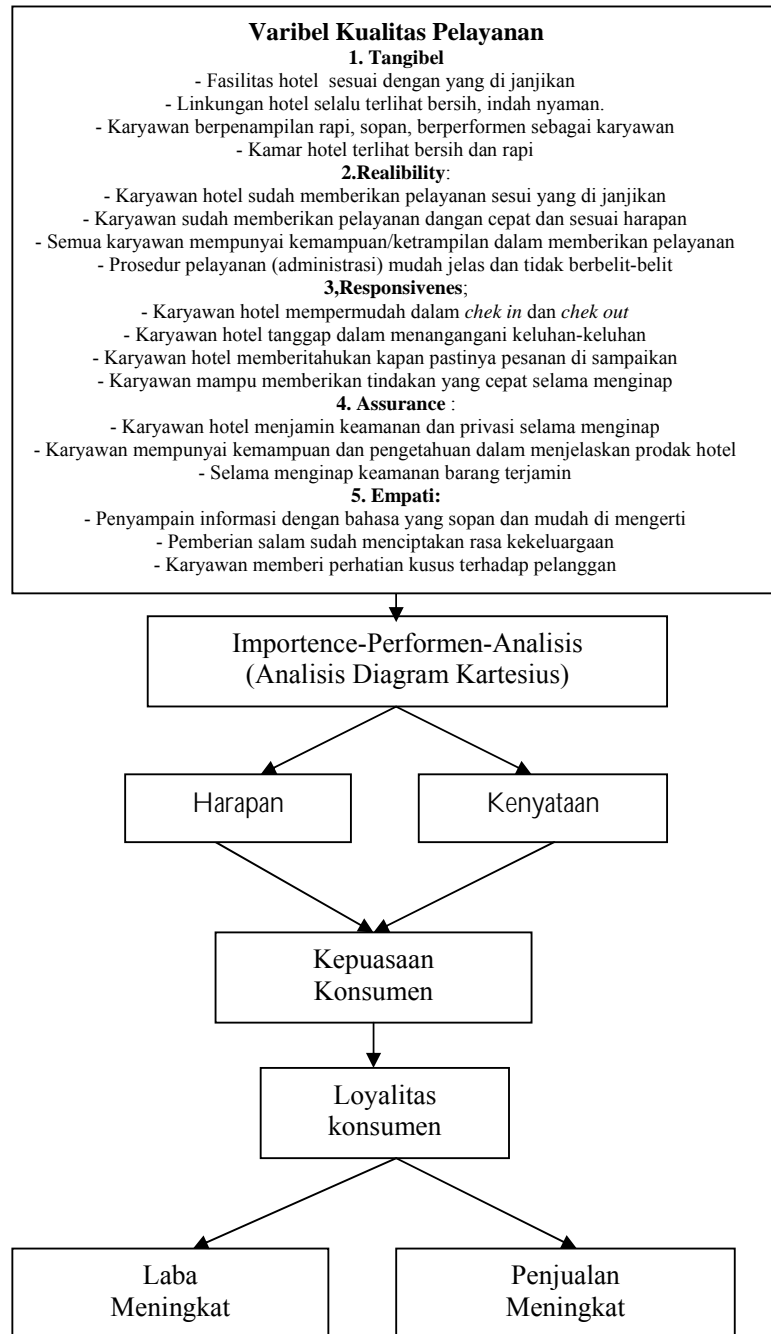 Varibel Kualitas Pelayanan
1. Tangibel
- Fasilitas hotel sesuai dengan yang di janjikan
- Linkungan hotel selalu terlihat bersih, indah nyaman.
- Karyawan berpenampilan rapi, sopan, berperformen sebagai karyawan
- Kamar hotel terlihat bersih dan rapi
2.Realibility:
- Karyawan hotel sudah memberikan pelayanan sesui yang di janjikan
- Karyawan sudah memberikan pelayanan dangan cepat dan sesuai harapan
- Semua karyawan mempunyai kemampuan/ketrampilan dalam memberikan pelayanan
- Prosedur pelayanan (administrasi) mudah jelas dan tidak berbelit-belit
3,Responsivenes;
- Karyawan hotel mempermudah dalam chek in dan chek out
- Karyawan hotel tanggap dalam menangangani keluhan-keluhan
- Karyawan hotel memberitahukan kapan pastinya pesanan di sampaikan
- Karyawan mampu memberikan tindakan yang cepat selama menginap
4. Assurance :
- Karyawan hotel menjamin keamanan dan privasi selama menginap
- Karyawan mempunyai kemampuan dan pengetahuan dalam menjelaskan prodak hotel
- Selama menginap keamanan barang terjamin
5. Empati:
- Penyampain informasi dengan bahasa yang sopan dan mudah di mengerti
- Pemberian salam sudah menciptakan rasa kekeluargaan
- Karyawan memberi perhatian kusus terhadap pelanggan
Importence-Performen-Analisis
(Analisis Diagram Kartesius)
Harapan
Kenyataan
Kepuasaan
Konsumen
Loyalitas
konsumen
Laba
Meningkat
Penjualan
Meningkat